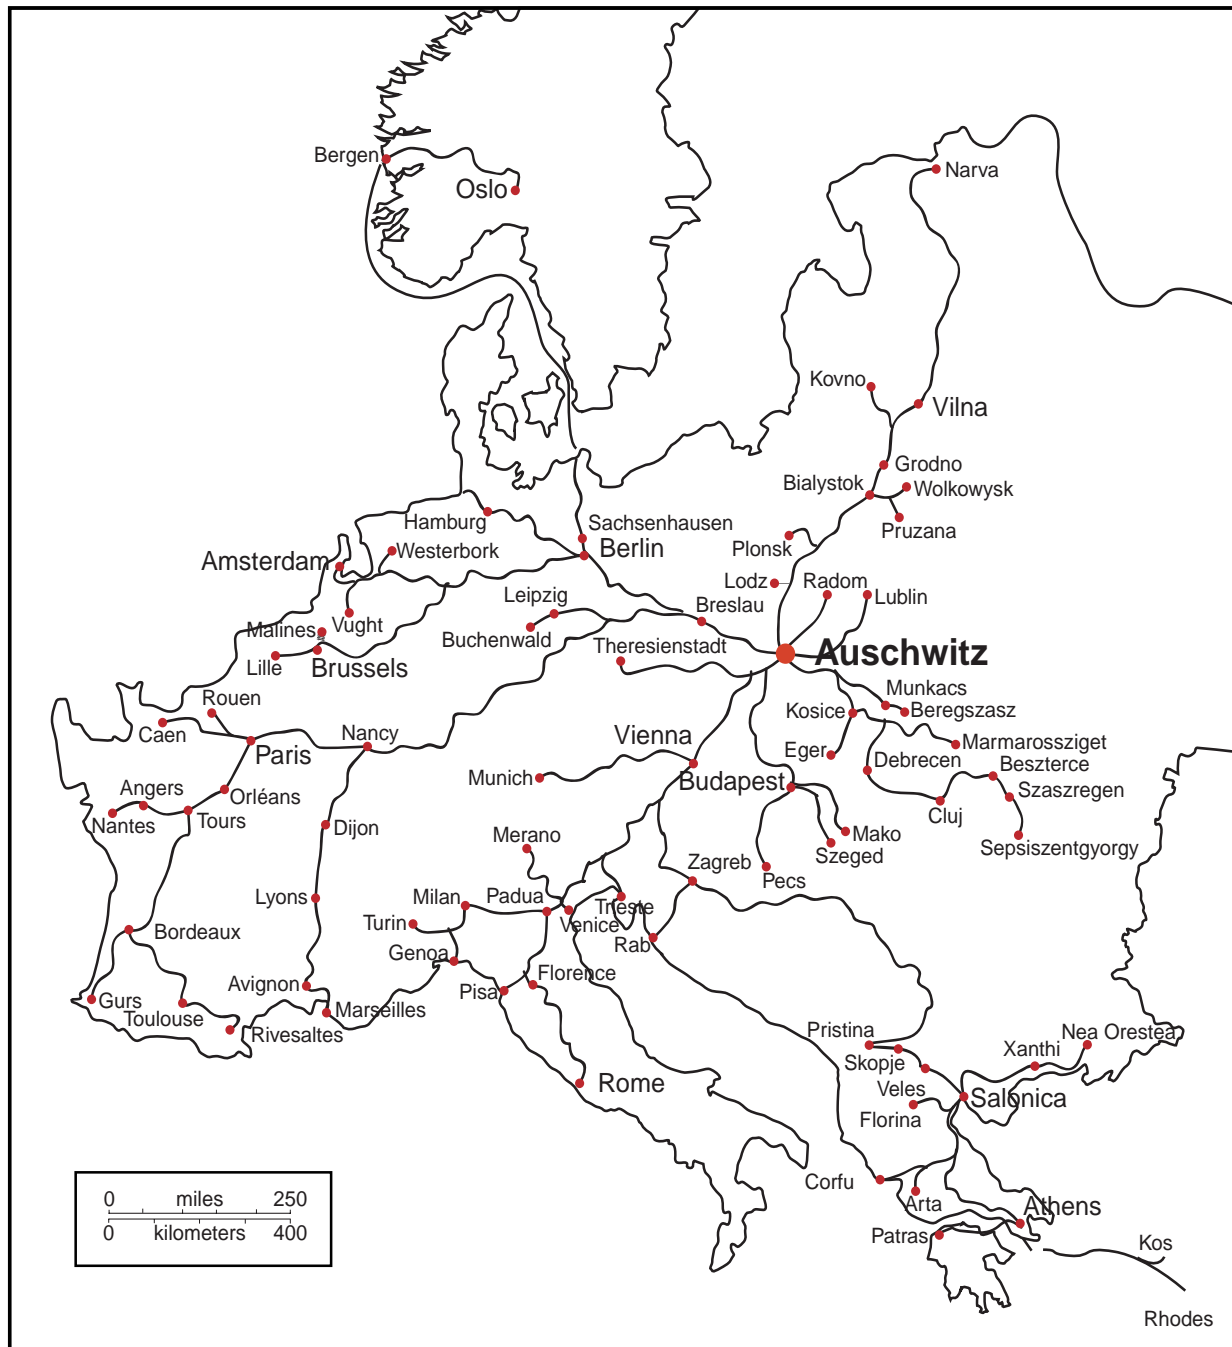 Bergen
Oslo
Narva
Kovno
Vilna
Grodno
Bialystok
Wolkowysk
Pruzana
Hamburg
Sachsenhausen
Plonsk
Amsterdam
Westerbork
Berlin
Lodz
Radom
Lublin
Leipzig
Breslau
Malines
Vught
Buchenwald
Theresienstadt
Auschwitz
Lille
Brussels
Rouen
Munkacs
Beregszasz
Kosice
Caen
Paris
Nancy
Vienna
Eger
Marmarossziget
Debrecen
Beszterce
Munich
Budapest
Angers
Orléans
Szaszregen
Nantes
Tours
Cluj
Dijon
Merano
Mako
Szeged
Sepsiszentgyorgy
Zagreb
Pecs
Lyons
Milan
Padua
Trieste
Turin
Venice
Bordeaux
Rab
Genoa
Florence
Avignon
Pisa
Gurs
Toulouse
Marseilles
Rivesaltes
Pristina
Nea Orestea
Xanthi
Skopje
Rome
Veles
Salonica
Florina
Corfu
Arta
Athens
Patras
Kos
Rhodes
0 miles 250
0 kilometers 400